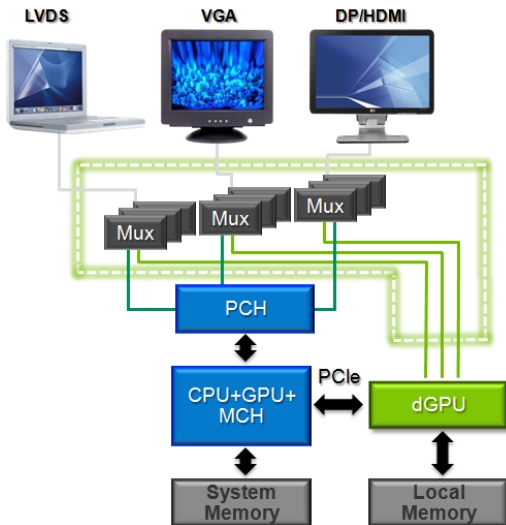 LVDS
VGA
DP/HDMI
Mux
Mux
Mux
PCH
PCIe
CPU+GPU+
MCH
dGPU
System
Memory
Local
Memory